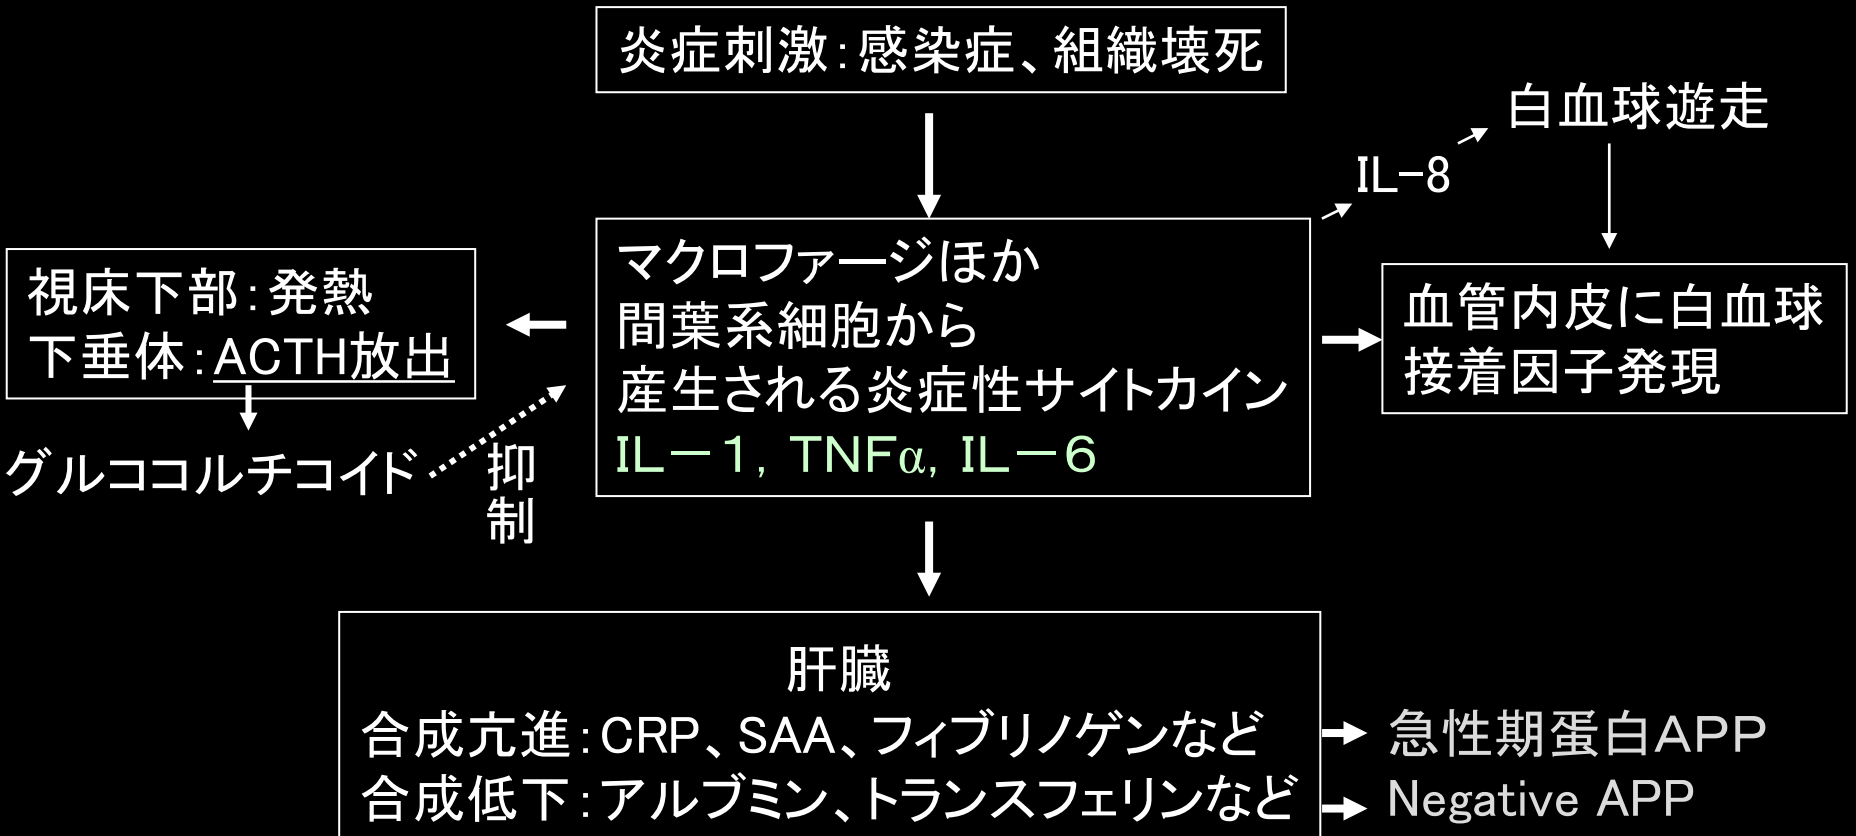 炎症刺激：感染症、組織壊死
白血球遊走
IL-8
マクロファージほか
間葉系細胞から
産生される炎症性サイトカイン
IL－1，TNFα，IL－6
視床下部：発熱
下垂体：ACTH放出
グルココルチコイド
抑制
血管内皮に白血球
接着因子発現
肝臓
合成亢進：CRP、SAA、フィブリノゲンなど
合成低下：アルブミン、トランスフェリンなど
急性期蛋白APP
Negative APP